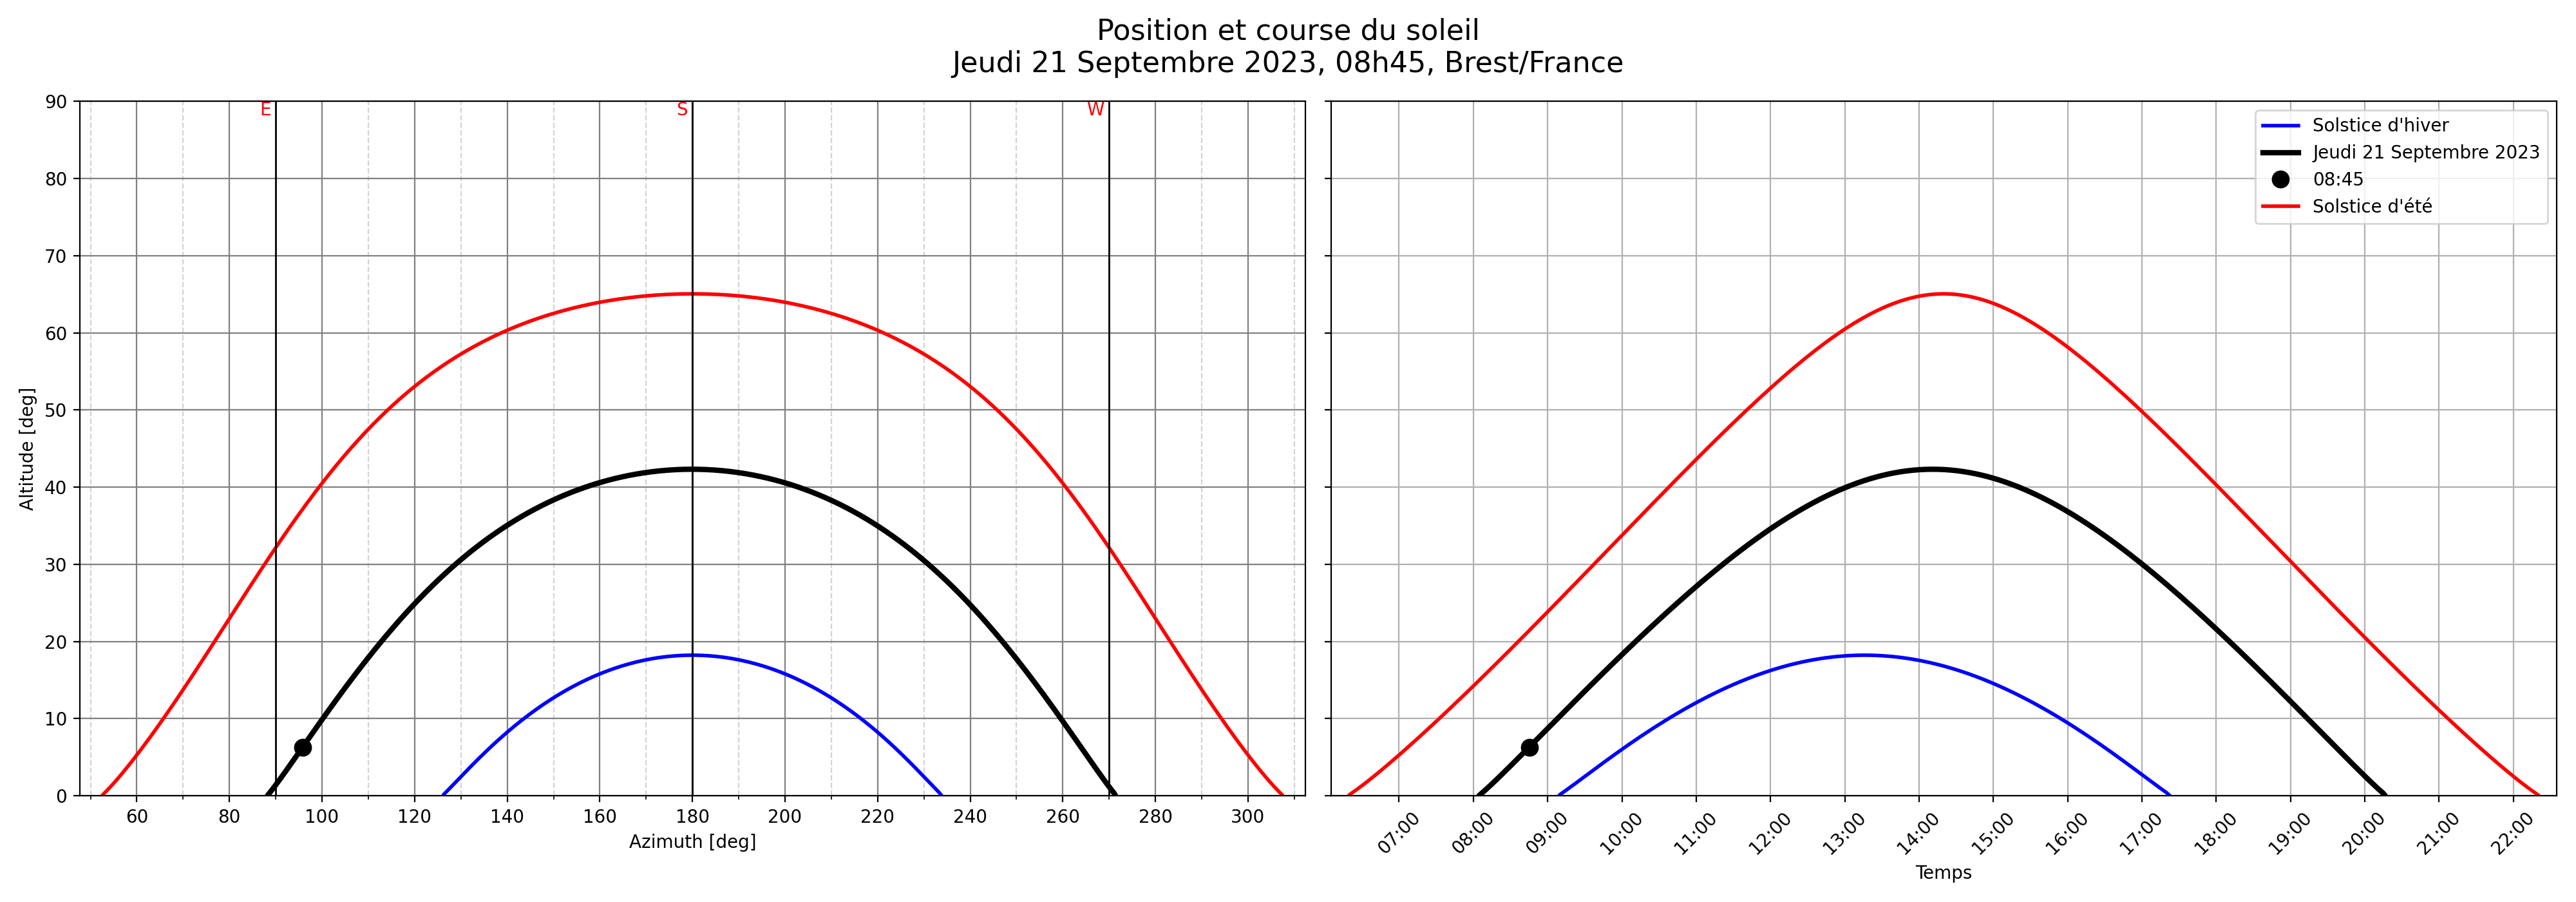 Position et course du soleil
Jeudi 21 Septembre 2023, 08h45, Brest/France
E
S
W
90
80
70
60
50
40
30
20
10
0
Altitude [deg]
60 80 100 120 140 160 180 200 220 240 260 280 300
Azimuth [deg]
Solstice d'hiver
Jeudi 21 Septembre 2023
08:45
Solstice d'été
07:00 08:00 09:00 10:00 11:00 12:00 13:00 14:00 15:00 16:00 17:00 18:00 19:00 20:00 21:00 22:00
Temps